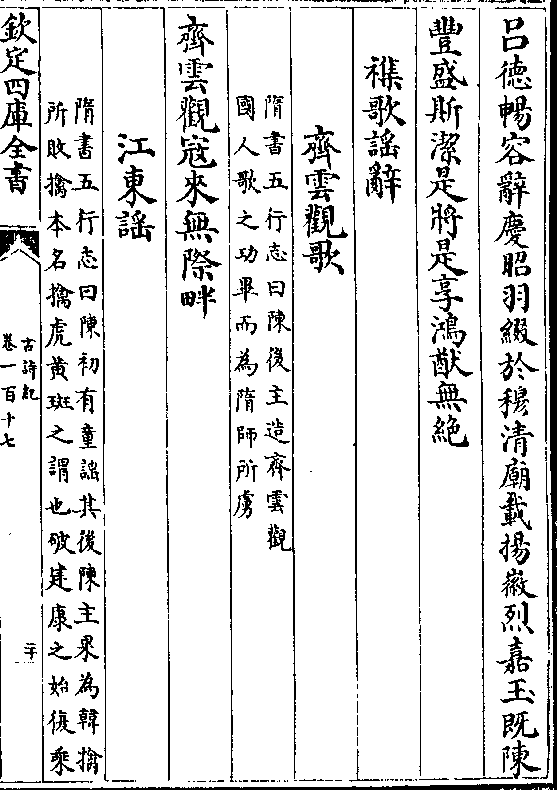 呂德暢容辭慶昭羽綴於穆清廟載揚徽烈嘉玉既陳
豐盛斯潔是將是享鴻猷無絶
襍歌謡辭
齊雲觀歌
隋書五行志曰陳後主造齊雲觀
國人歌之功畢而為隋師所虜
齊雲觀冦來無際畔
江東謡
隋書五行志曰陳初有童謡其後陳主果為韓擒
所敗擒本名擒虎黄斑之謂也破建康之始復乘
欽定四庫全書
古詩紀
卷一百十七
二十